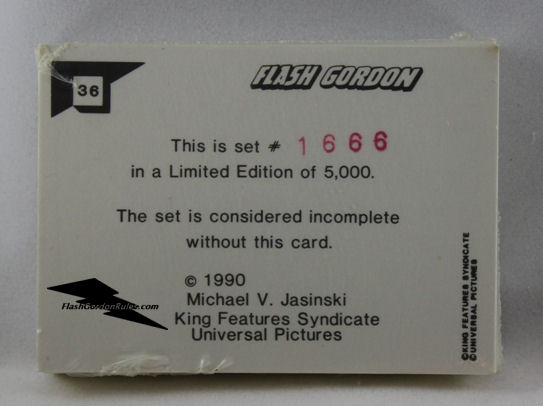 36
FLASH GORDON
This is set # 1666
in a Limited Edition of 5,000.
The set is considered incomplete
without this card.
© 1990
Michael V. Jasinski
King Features Syndicate
Universal Pictures
FlashGordonRules.com
©KING FEATURES SYNDICATE
©UNIVERSAL PICTURES